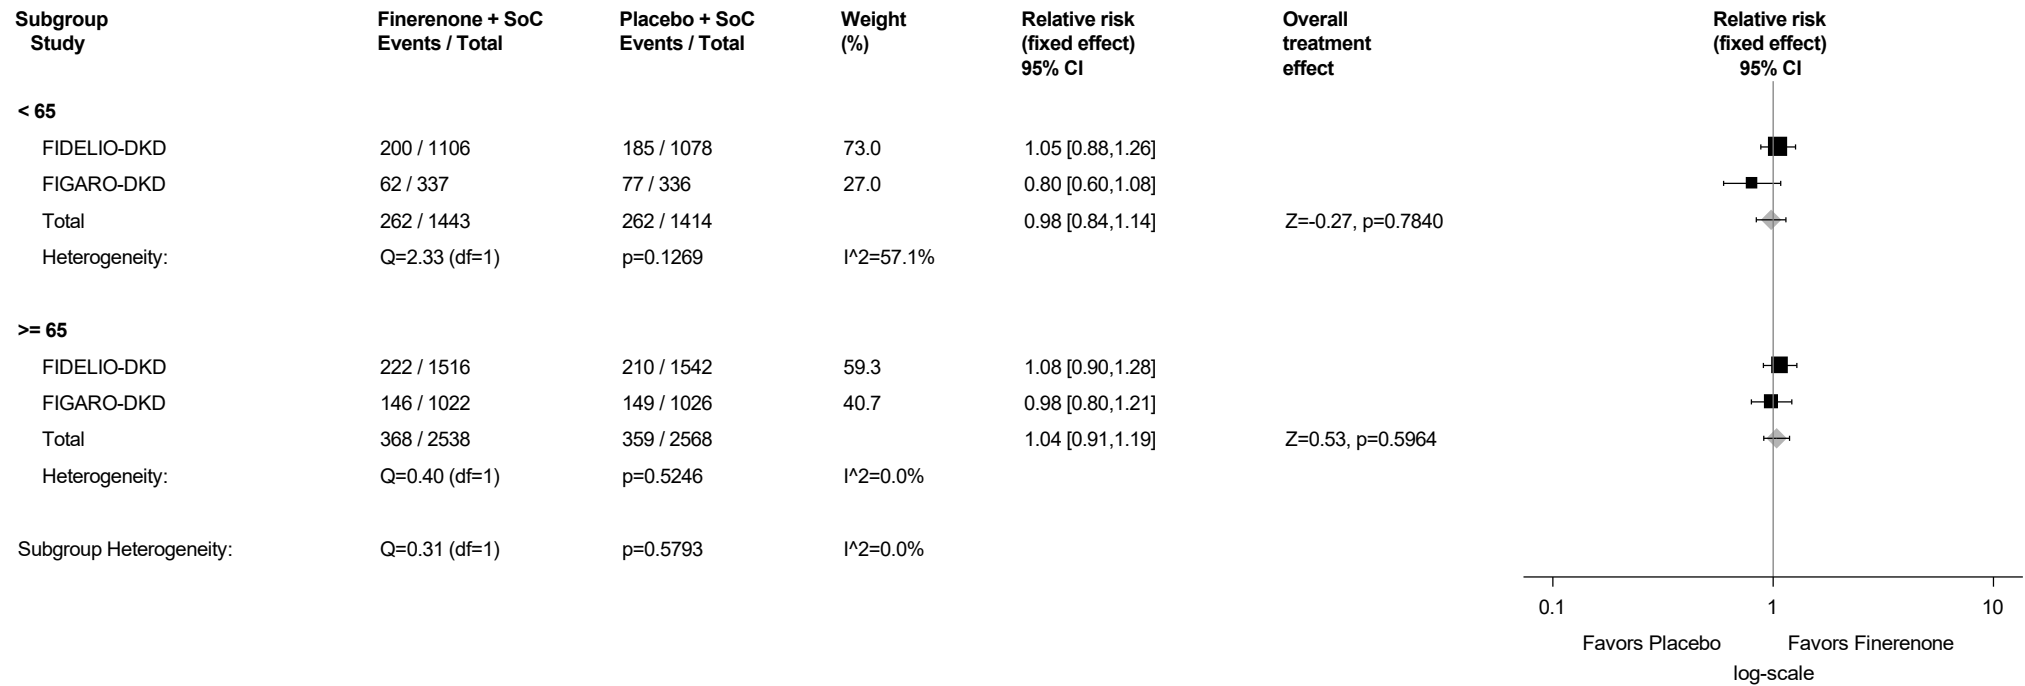 Subgroup Finerenone + SoC Placebo + SoC Weight Relative risk Overall Relative risk
Study Events / Total Events / Total (%) (fixed effect) treatment (fixed effect)
95% CI effect 95% CI
< 65
FIDELIO-DKD 200 / 1106 185 / 1078 73.0 1.05 [0.88,1.26]
FIGARO-DKD 62 / 337 77 / 336 27.0 0.80 [0.60,1.08]
Total 262 / 1443 262 / 1414 0.98 [0.84,1.14] Z=-0.27, p=0.7840
Heterogeneity: Q=2.33 (df=1) p=0.1269 I^2=57.1%
>= 65
FIDELIO-DKD 222 / 1516 210 / 1542 59.3 1.08 [0.90,1.28]
FIGARO-DKD 146 / 1022 149 / 1026 40.7 0.98 [0.80,1.21]
Total 368 / 2538 359 / 2568 1.04 [0.91,1.19] Z=0.53, p=0.5964
Heterogeneity: Q=0.40 (df=1) p=0.5246 I^2=0.0%
Subgroup Heterogeneity: Q=0.31 (df=1) p=0.5793 I^2=0.0%
0.1 1 10
Favors Placebo Favors Finerenone
log-scale